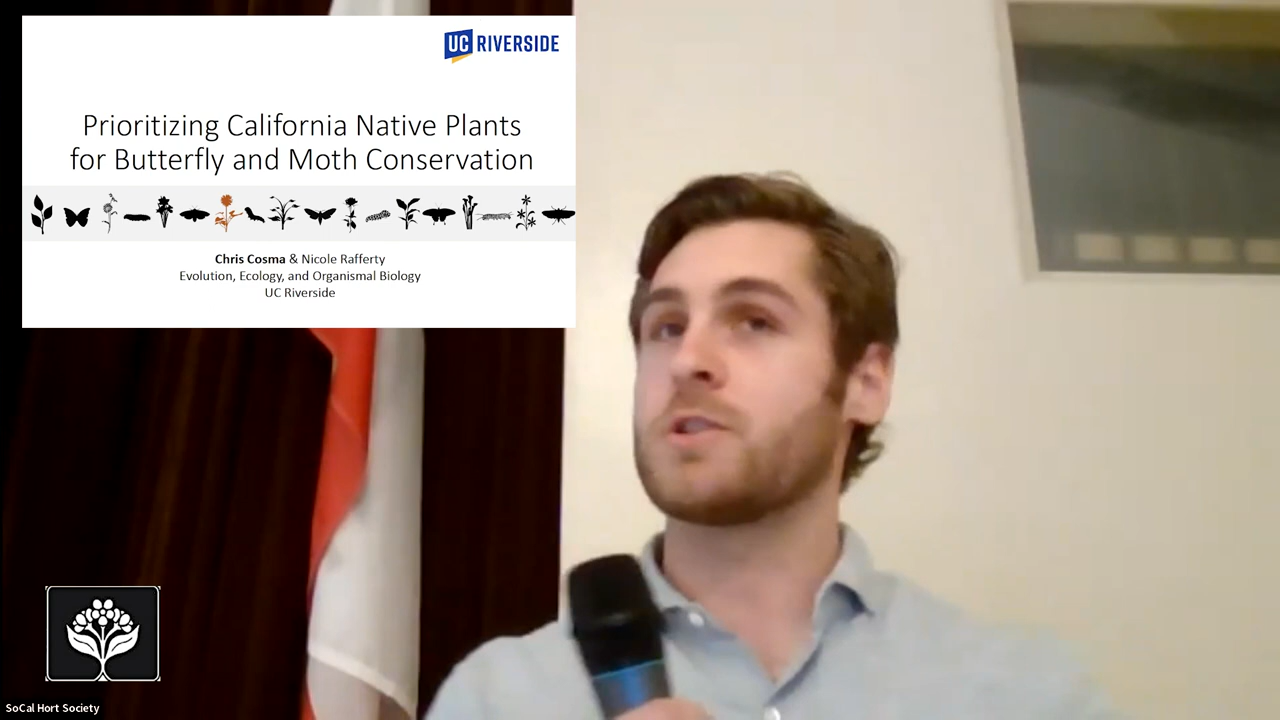 UC RIVERSIDE
Prioritizing California Native Plants
for Butterfly and Moth Conservation
Chris Cosma & Nicole Rafferty
Evolution, Ecology, and Organismal Biology
UC Riverside
SoCal Hort Society